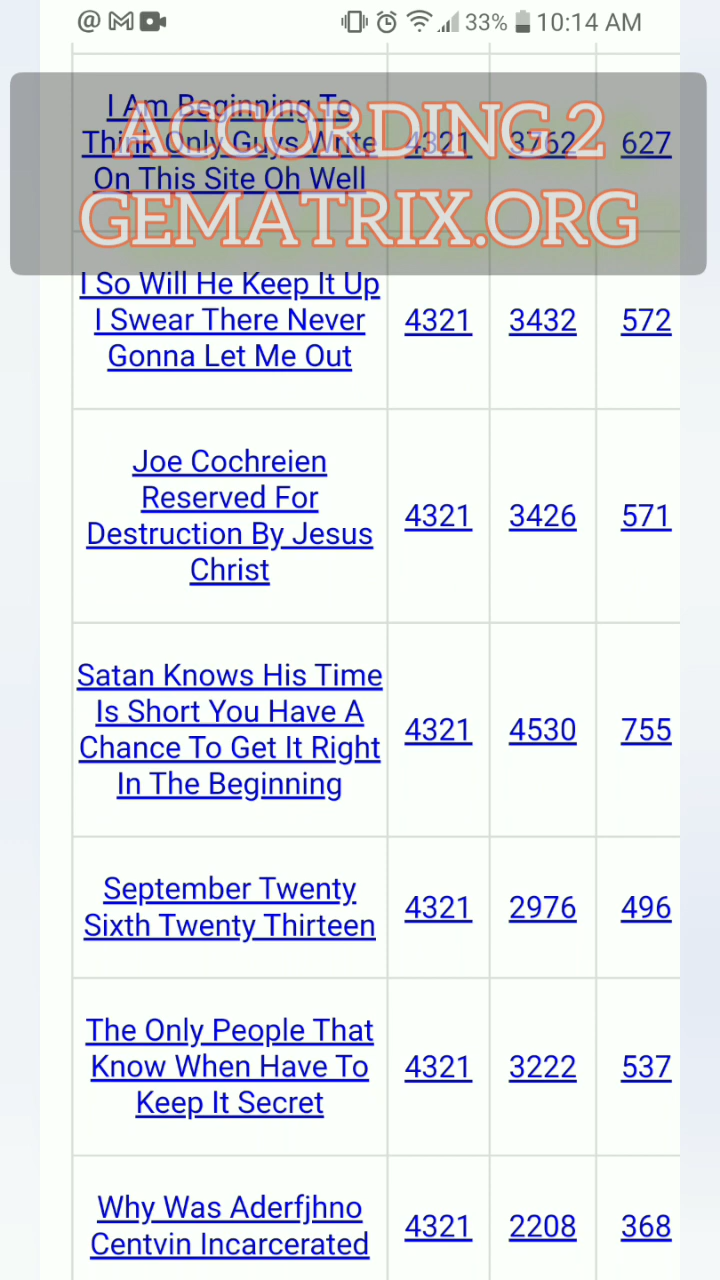 33% 10:14 AM
ACCORDING 2
GEMATRIX.ORG
I Am Beginning To
Think Only Guys Write
On This Site Oh Well
4321 3762 627
I So Will He Keep It Up
I Swear There Never
Gonna Let Me Out
4321 3432 572
Joe Cochreien
Reserved For
Destruction By Jesus
Christ
4321 3426 571
Satan Knows His Time
Is Short You Have A
Chance To Get It Right
In The Beginning
4321 4530 755
September Twenty
Sixth Twenty Thirteen
4321 2976 496
The Only People That
Know When Have To
Keep It Secret
4321 3222 537
Why Was Aderfjhno
Centvin Incarcerated
4321 2208 368